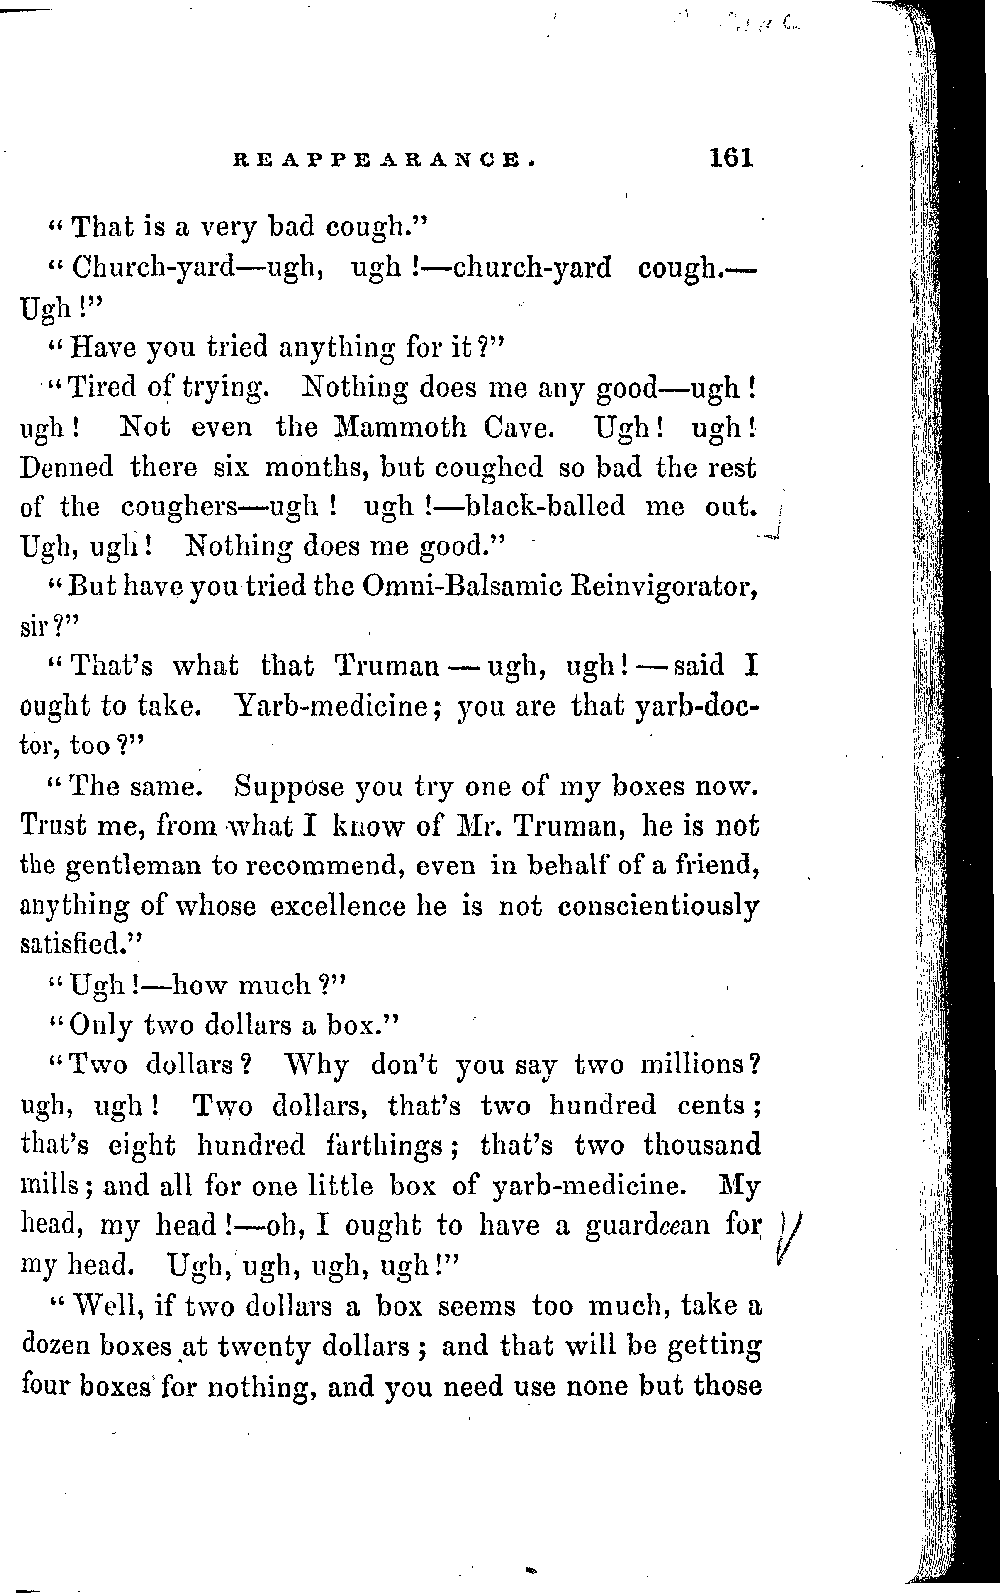 REAPPEARANCE. 161
“That is a very bad cough.”
“Church-yard—ugh, ugh!—church-yard cough.—
Ugh!”
“Have you tried anything for it?”
“Tired of trying. Nothing does me any good—ugh!
ugh! Not even the Mammoth Cave. Ugh! ugh!
Denned there six months, but coughed so bad the rest
of the coughers—ugh! ugh!—black-balled me out.
Ugh, ugh! Nothing does me good.”
“But have you tried the Omni-Balsamic Reinvigorator,
sir?”
“That’s what that Truman—ugh, ugh!—said I
ought to take. Yarb-medicine; you are that yarb-doc-
tor, too?”
“The same. Suppose you try one of my boxes now.
Trust me, from what I know of Mr. Truman, he is not
the gentleman to recommend, even in behalf of a friend,
anything of whose excellence he is not conscientiously
satisfied.”
“Ugh!—how much?”
“Only two dollars a box.”
“Two dollars? Why don’t you say two millions?
ugh, ugh! Two dollars, that’s two hundred cents;
that’s eight hundred farthings; that’s two thousand
mills; and all for one little box of yarb-medicine. My
head, my head!—oh, I ought to have a guardeean for
my head. Ugh, ugh, ugh, ugh!”
“Well, if two dollars a box seems too much, take a
dozen boxes at twenty dollars; and that will be getting
four boxes for nothing, and you need use none but those